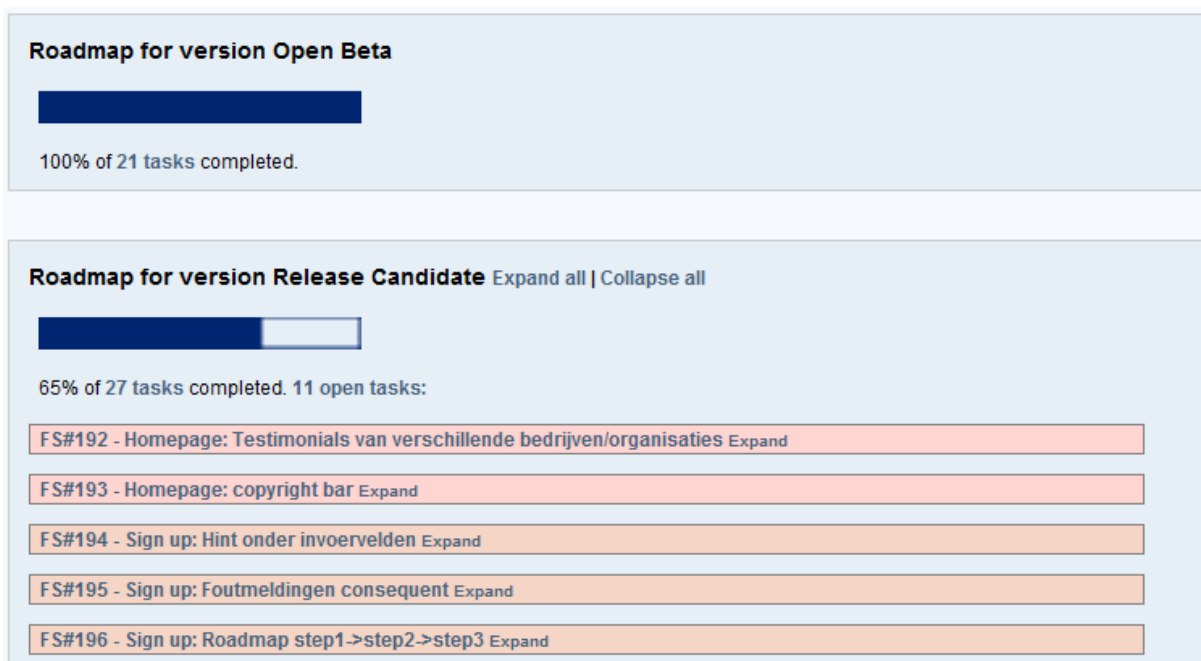 Roadmap for version Open Beta
100% of 21 tasks completed.
Roadmap for version Release Candidate Expand all | Collapse all
65% of 27 tasks completed. 11 open tasks:
FS#192 - Homepage: Testimonials van verschillende bedrijven/organisaties Expand
FS#193 - Homepage: copyright bar Expand
FS#194 - Sign up: Hint onder invoervelden Expand
FS#195 - Sign up: Foutmeldingen consequent Expand
FS#196 - Sign up: Roadmap step1->step2->step3 Expand